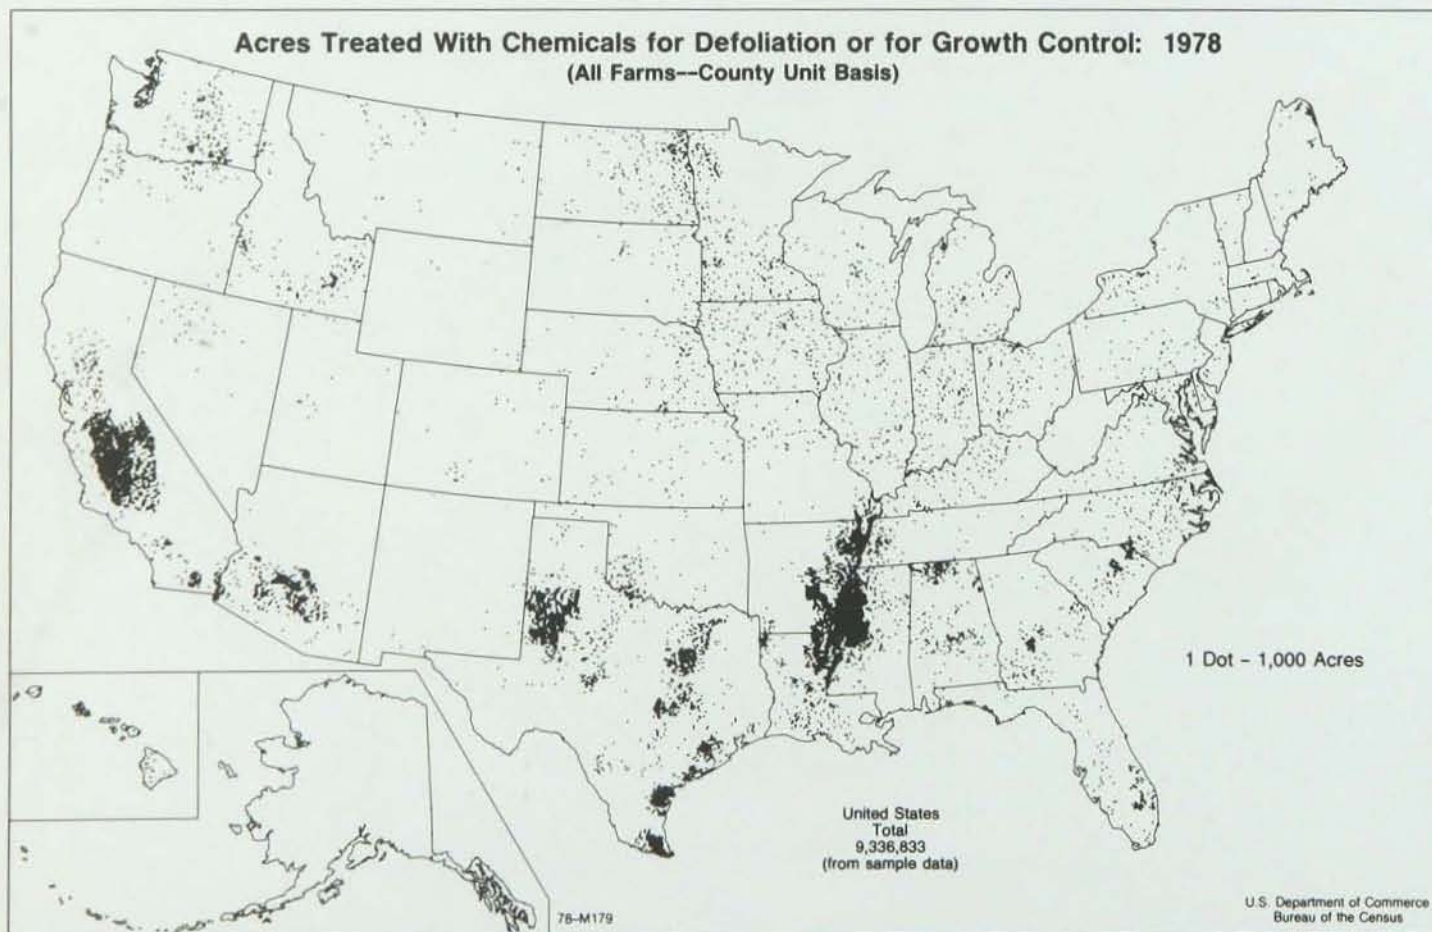 Acres Treated With Chemicals for Defoliation or for Growth Control: 1978
(All Farms--County Unit Basis)
1 Dot - 1,000 Acres
United States
Total
9,336,833
(from sample data)
78-M179
U.S. Department of Commerce
Bureau of the Census